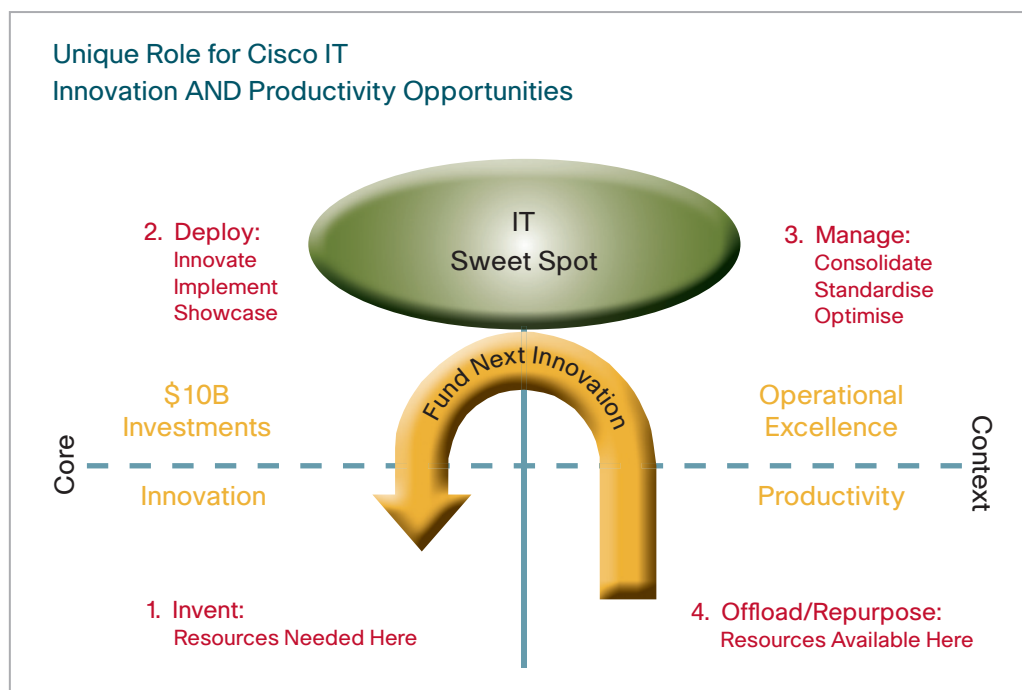 Unique Role for Cisco IT
Innovation AND Productivity Opportunities
IT
Sweet Spot
2. Deploy:
Innovate
Implement
Showcase
3. Manage:
Consolidate
Standardise
Optimise
Fund Next Innovation
$10B
Investments
Operational
Excellence
Core
Context
Innovation
Productivity
1. Invent:
Resources Needed Here
4. Offload/Repurpose:
Resources Available Here